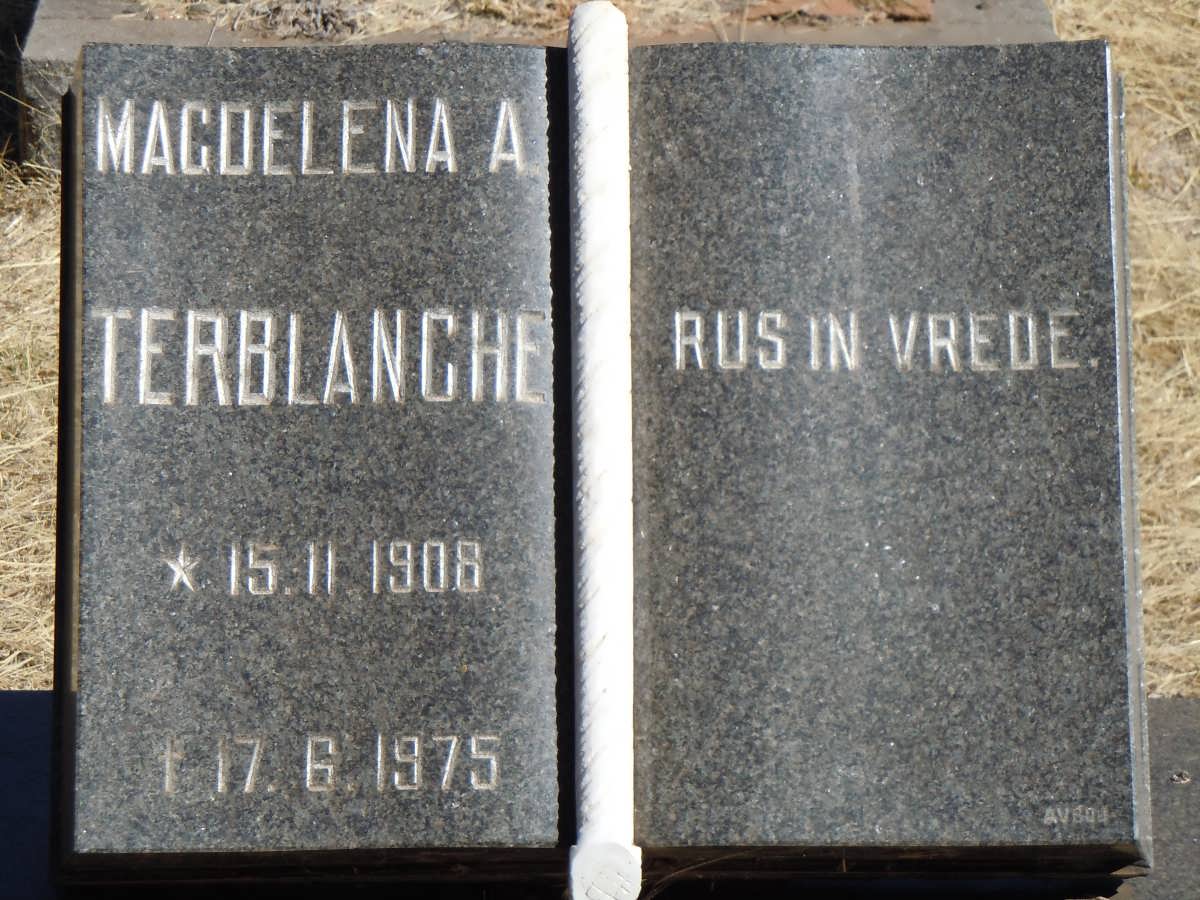 MAGDELENA A.
TERBLANCHE
★ 15.11.1908
† 17.6.1975
RUS IN VREDE.